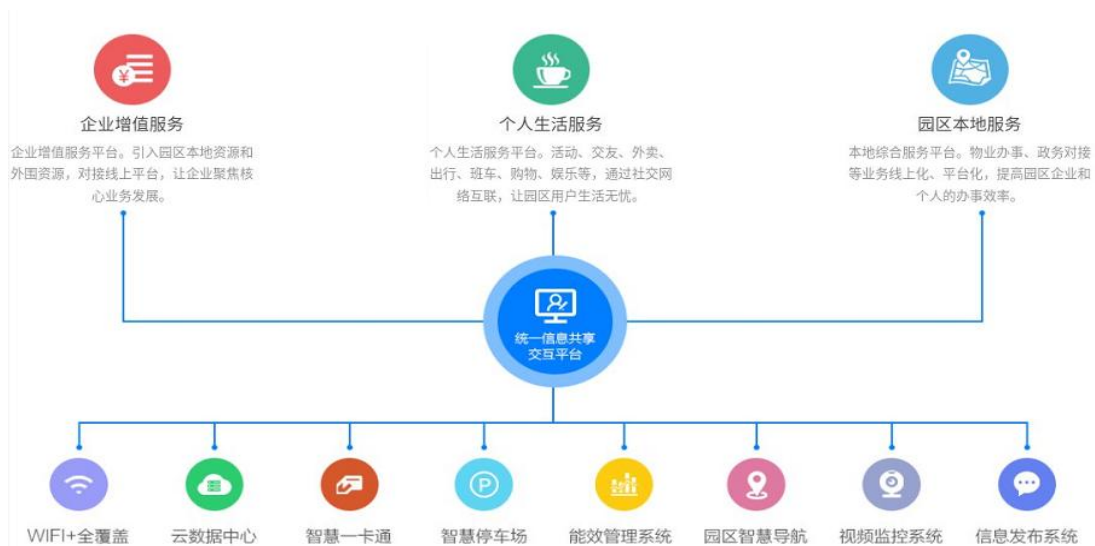 企业增值服务
企业增值服务平台。引入园区本地资源和
外围资源，对接线上平台，让企业聚焦核
心业务发展。
个人生活服务
个人生活服务平台。活动、交友、外卖、
出行、班车、购物、娱乐等，通过社交网
络互联，让园区用户生活无忧。
园区本地服务
本地综合服务平台。物业办事、政务对接
等业务线上化、平台化，提高园区企业和
个人的办事效率。
统一信息共享
交互平台
WIFI+全覆盖
云数据中心
智慧一卡通
智慧停车场
能效管理系统
园区智慧导航
视频监控系统
信息发布系统